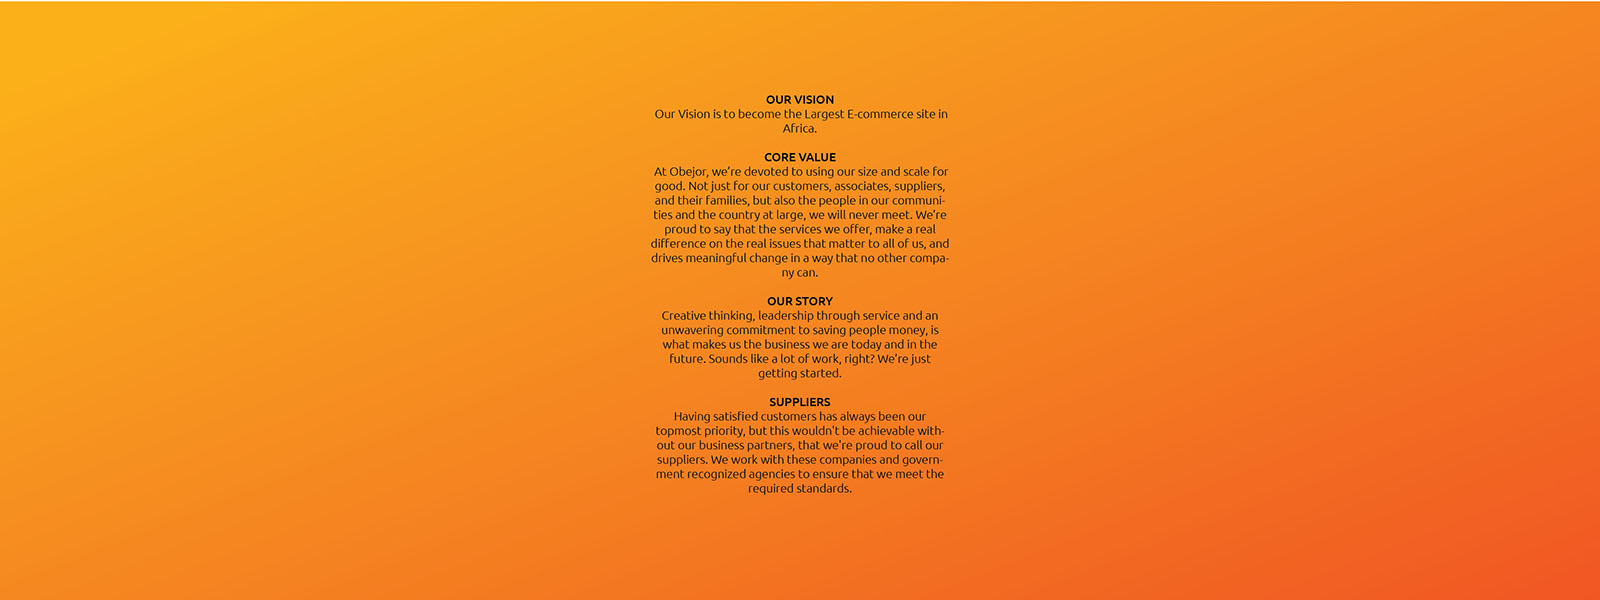 OUR VISION
Our Vision is to become the Largest E-commerce site in
Africa.
CORE VALUE
At Obejor, we're devoted to using our size and scale for
good. Not just for our customers, associates, suppliers,
and their families, but also the people in our communi-
ties and the country at large, we will never meet. We're
proud to say that the services we offer, make a real
difference on the real issues that matter to all of us, and
drives meaningful change in a way that no other compa-
ny can.
OUR STORY
Creative thinking, leadership through service and an
unwavering commitment to saving people money, is
what makes us the business we are today and in the
future. Sounds like a lot of work, right? We're just
getting started.
SUPPLIERS
Having satisfied customers has always been our
topmost priority, but this wouldn't be achievable with-
out our business partners, that we're proud to call our
suppliers. We work with these companies and govern-
ment recognized agencies to ensure that we meet the
required standards.